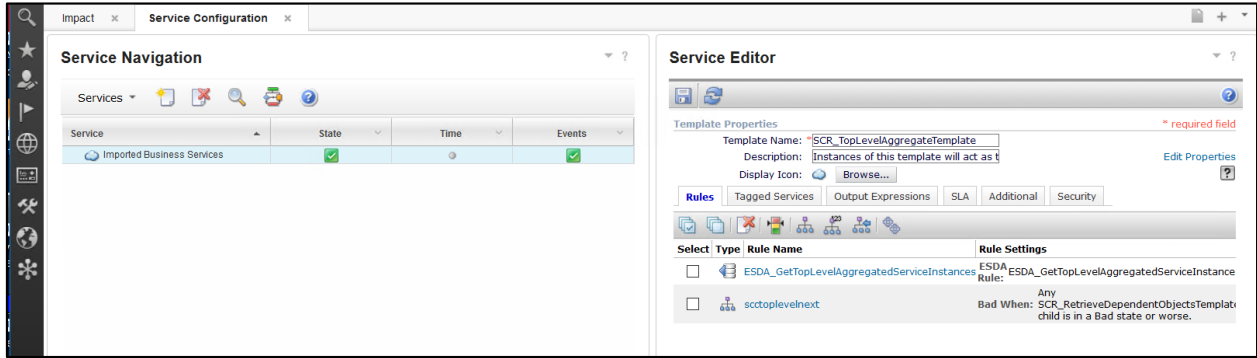 Impact
Service Configuration
Service Navigation
Services
Service State Time Events
Imported Business Services
Service Editor
Template Properties * required field
Template Name: * SCR_TopLevelAggregateTemplate
Description: Instances of this template will act as t Edit Properties
Display Icon: Browse...
Rules Tagged Services Output Expressions SLA Additional Security
Select Type Rule Name Rule Settings
ESDA_GetTopLevelAggregatedServiceInstances ESDA Rule: ESDA_GetTopLevelAggregatedServiceInstance
scctoplevelnext Bad When: Any
SCR_RetrieveDependentObjectsTemplate
child is in a Bad state or worse.